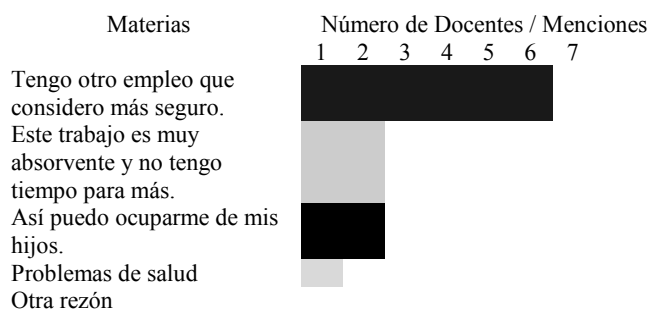 Materias Número de Docentes / Menciones
1 2 3 4 5 6 7
Tengo otro empleo que
considero más seguro.
Este trabajo es muy
absorvente y no tengo
tiempo para más.
Así puedo ocuparme de mis
hijos.
Problemas de salud
Otra rezón